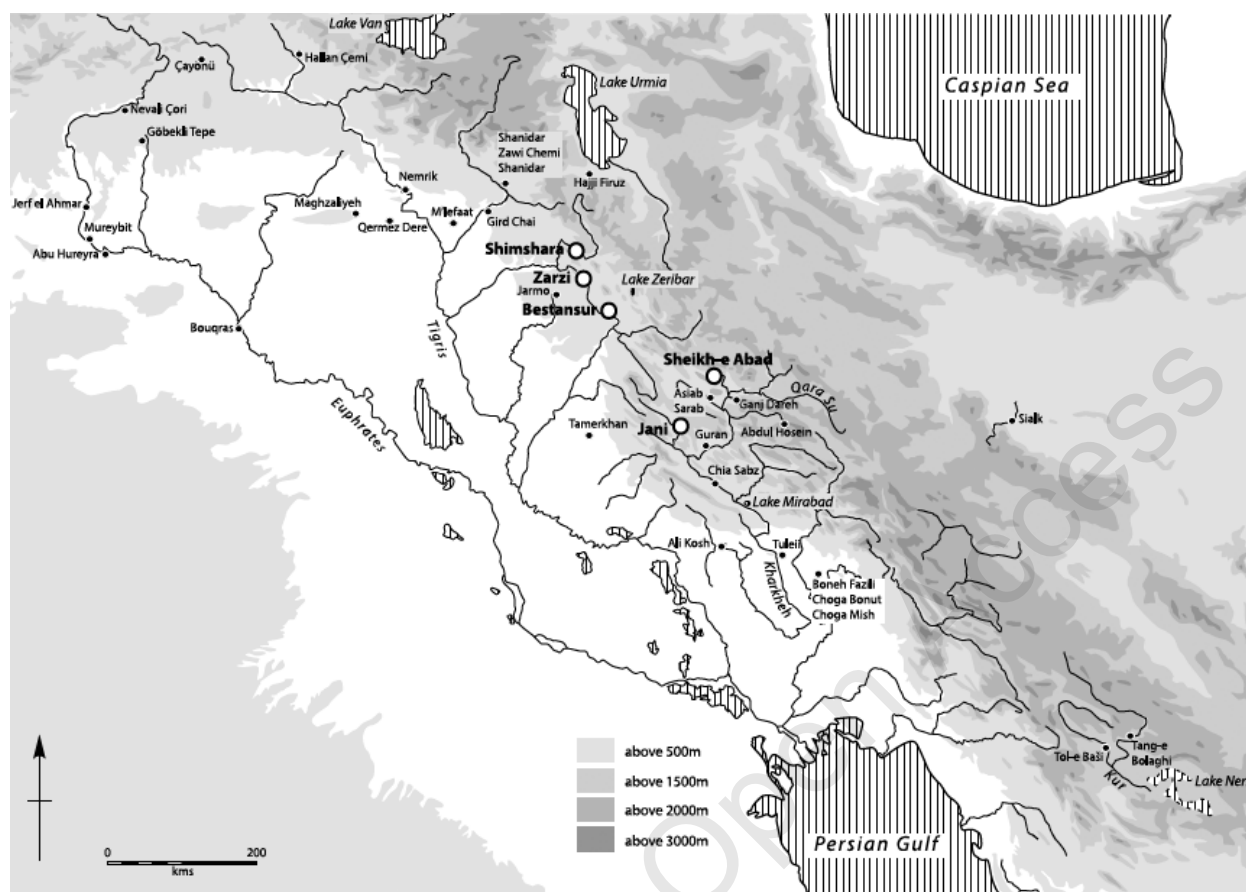 Lake Van
Hallan Çemi
Çayönü
Lake Urmia
Caspian Sea
Nevali Çori
Göbekli Tepe
Shanidar
Zawi Chemi
Shanidar
Hajji Firuz
Nemrik
Jerf el Ahmar
Maghzaliyeh
M'lefaat
Gird Chai
Qermez Dere
Mureybit
Abu Hureyra
Shimshara
Zarzi
Lake Zeribar
Jarmo
Bestansur
Bouqras
Tigris
Sheikh-e Abad
Qara Su
Asiab
Sarab
Ganj Dareh
Euphrates
Sialk
Tamerkhan
Jani
Guran
Abdul Hosein
Chia Sabz
Lake Mirabad
Ali Kosh
Tuleil
Kharkheh
Boneh Fazili
Choga Bonut
Choga Mish
above 500m
above 1500m
above 2000m
above 3000m
Tol-e Baši
Tang-e
Bolaghi
Kur
Lake Neri
Persian Gulf
0
200
kms